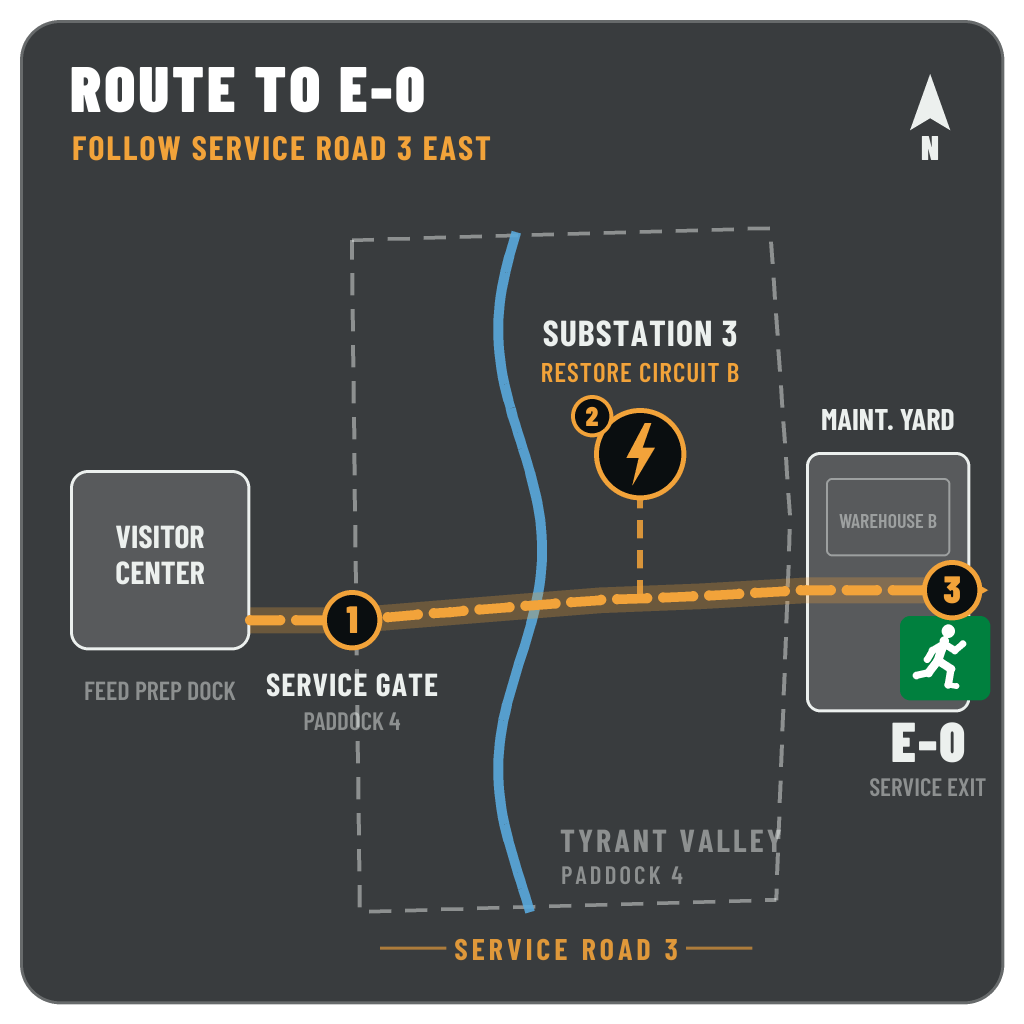 ROUTE TO E-0
FOLLOW SERVICE ROAD 3 EAST
N
SUBSTATION 3
RESTORE CIRCUIT B
2
MAINT. YARD
WAREHOUSE B
VISITOR
CENTER
1
3
FEED PREP DOCK
SERVICE GATE
PADDOCK 4
E-0
SERVICE EXIT
TYRANT VALLEY
PADDOCK 4
SERVICE ROAD 3